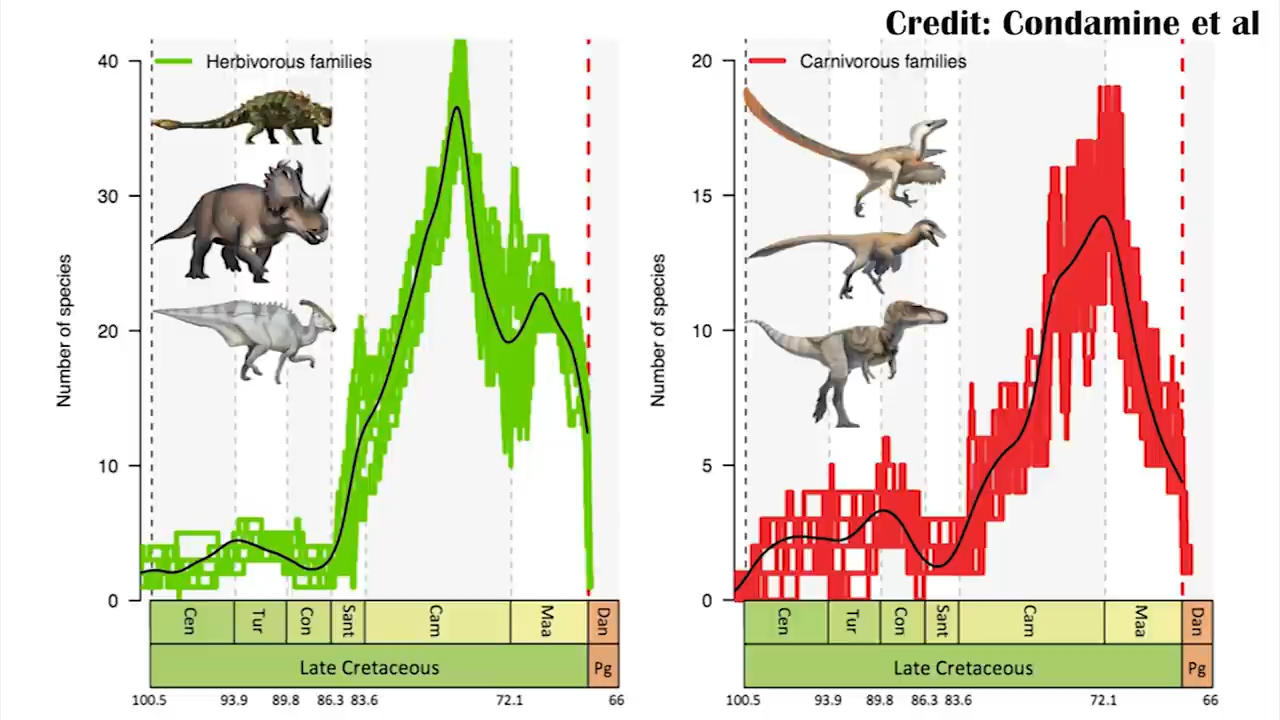 Credit: Condamine et al
Herbivorous families
40
30
20
10
0
Number of species
Cen
Tur
Con
Sant
Cam
Maa
Dan
Late Cretaceous
Pg
100.5
93.9
89.8
86.3
83.6
72.1
66
Carnivorous families
20
15
10
5
0
Number of species
Cen
Tur
Con
Sant
Cam
Maa
Dan
Late Cretaceous
Pg
100.5
93.9
89.8
86.3
83.6
72.1
66